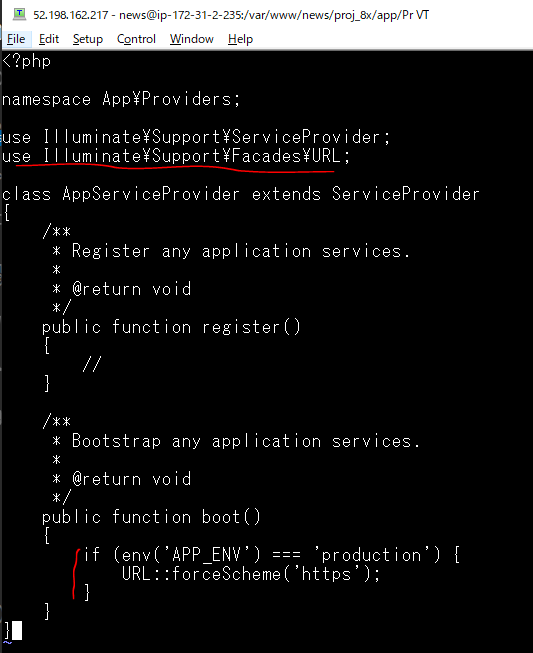 52.198.162.217 - news@ip-172-31-2-235:/var/www/news/proj_8x/app/Pr VT
File Edit Setup Control Window Help
<?php
namespace App¥Providers;
use Illuminate¥Support¥ServiceProvider;
use Illuminate¥Support¥Facades¥URL;
class AppServiceProvider extends ServiceProvider
{
/**
* Register any application services.
*
* @return void
*/
public function register()
{
//
}
/**
* Bootstrap any application services.
*
* @return void
*/
public function boot()
{
if (env('APP_ENV') === 'production') {
URL::forceScheme('https');
}
}
}
~